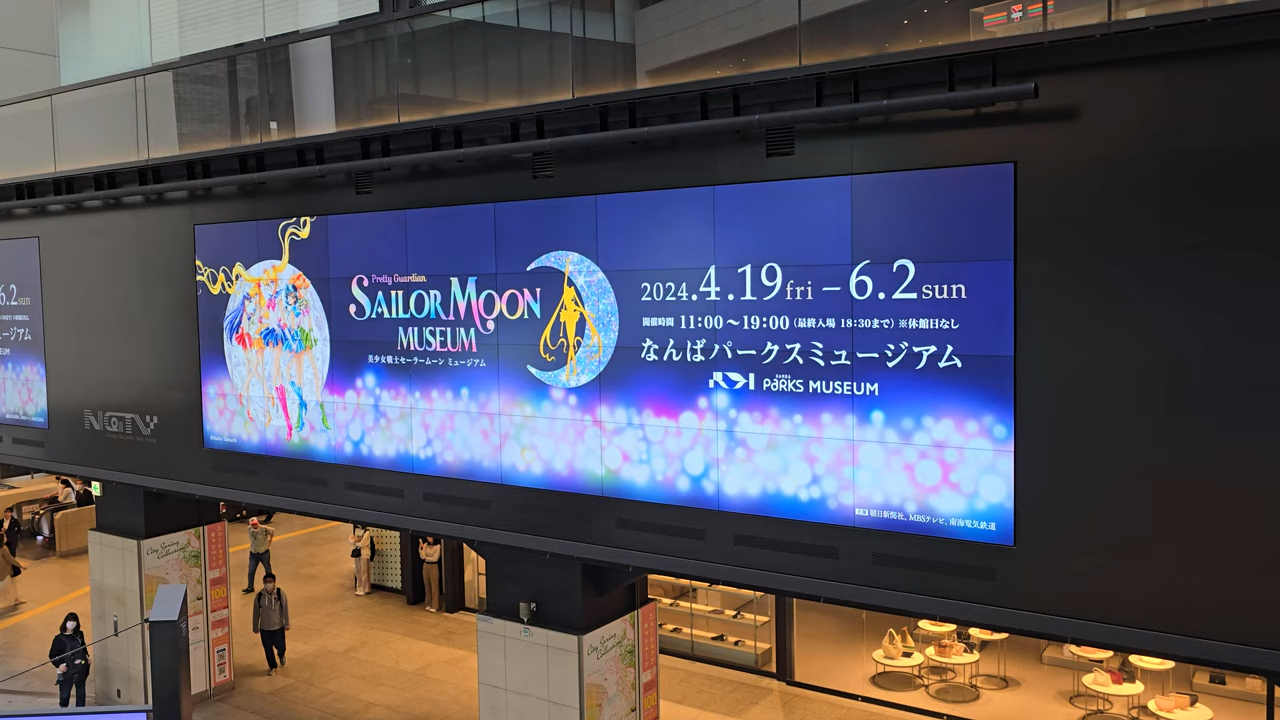 Pretty Guardian
SAILOR MOON
MUSEUM
美少女戦士セーラームーン ミュージアム
2024.4.19fri – 6.2sun
開催時間 11:00～19:00（最終入場 18:30まで）※休館日なし
なんばパークスミュージアム
NAMBA
PARKS MUSEUM
朝日新聞社、MBSテレビ、南海電気鉄道
6.2sun
ージアム
NGTV
City Spring
Collection
100
City Spring
Collection
100